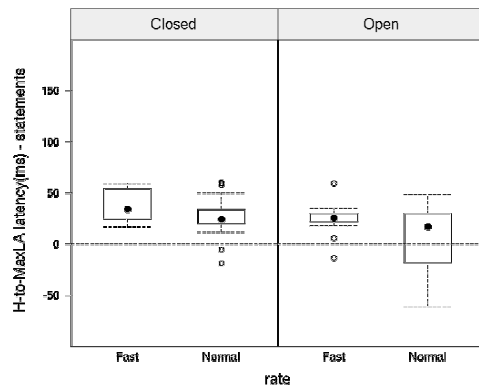 Closed Open
H-to-MaxLA latency(ms) - statements
150
100
50
0
-50
Fast Normal Fast Normal
rate